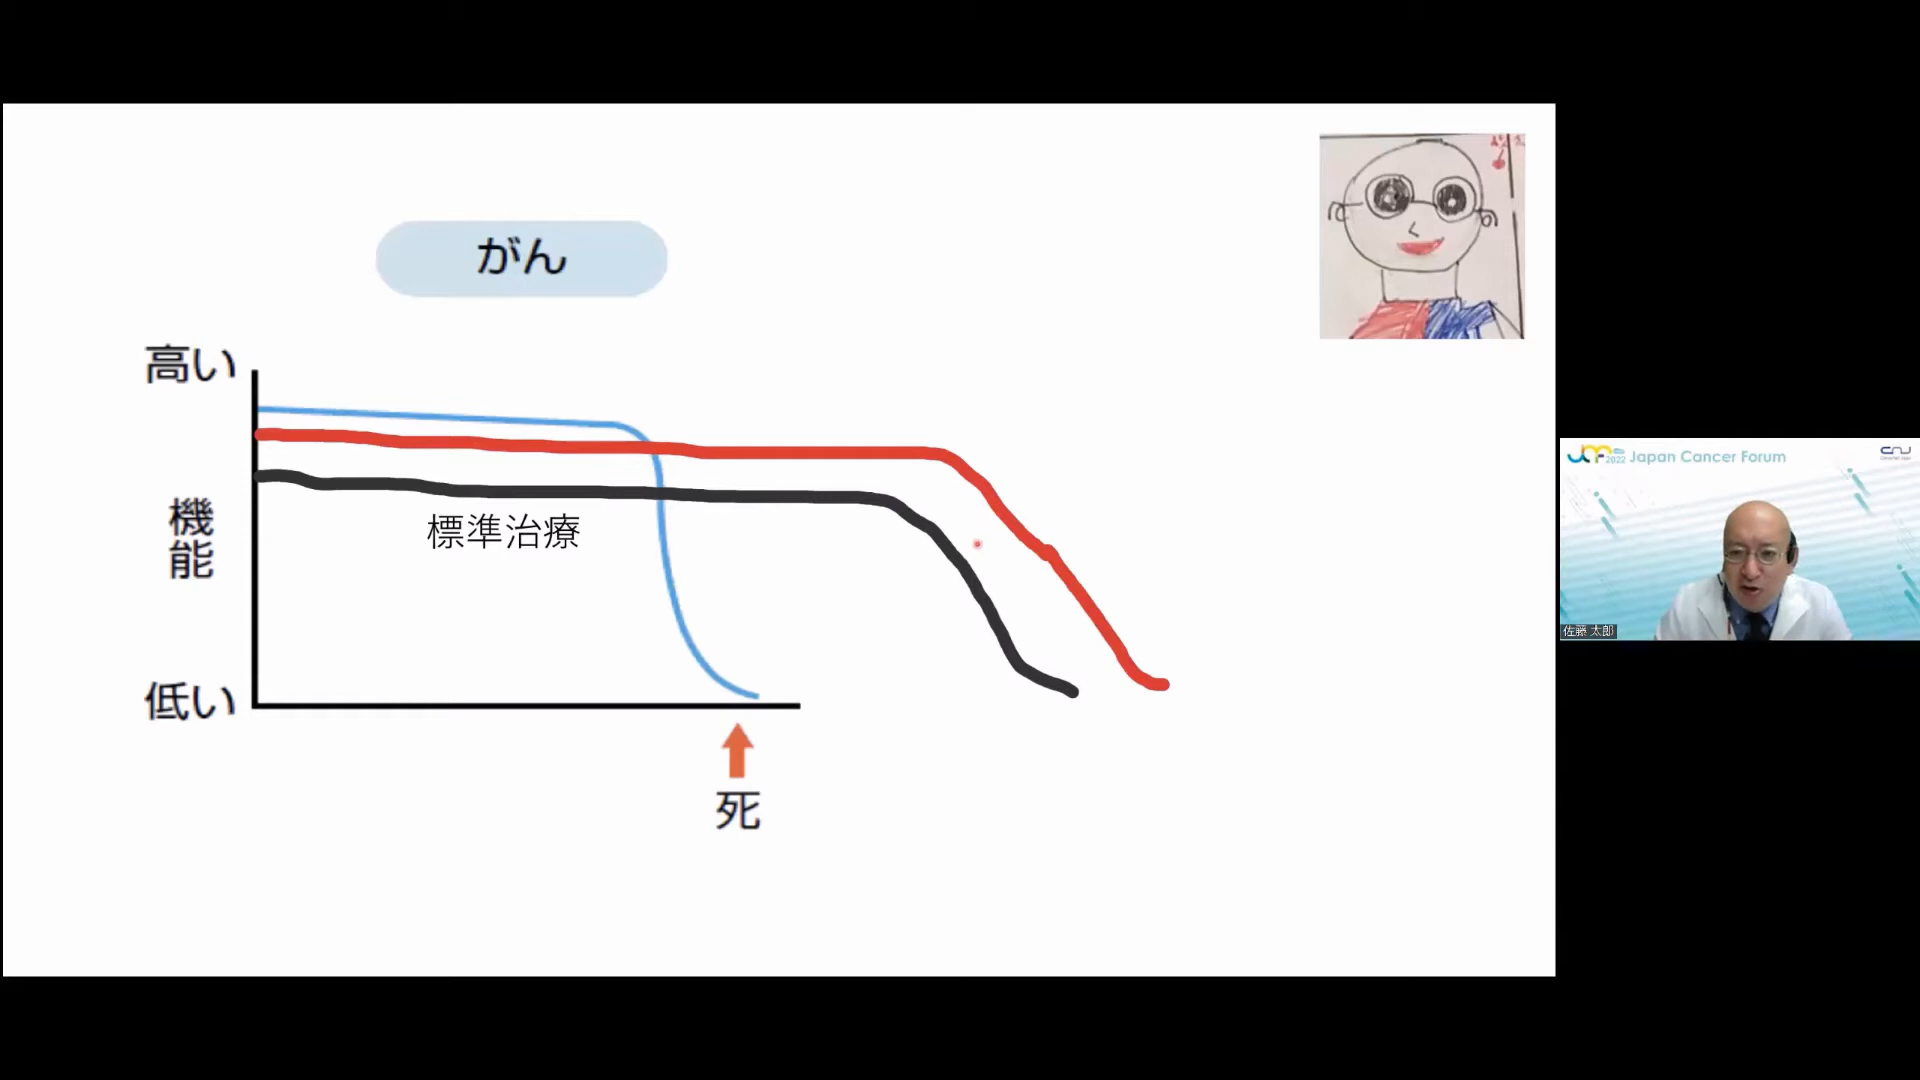 がん
高い
機能
標準治療
低い
死
2022 Japan Cancer Forum
佐藤 太郎